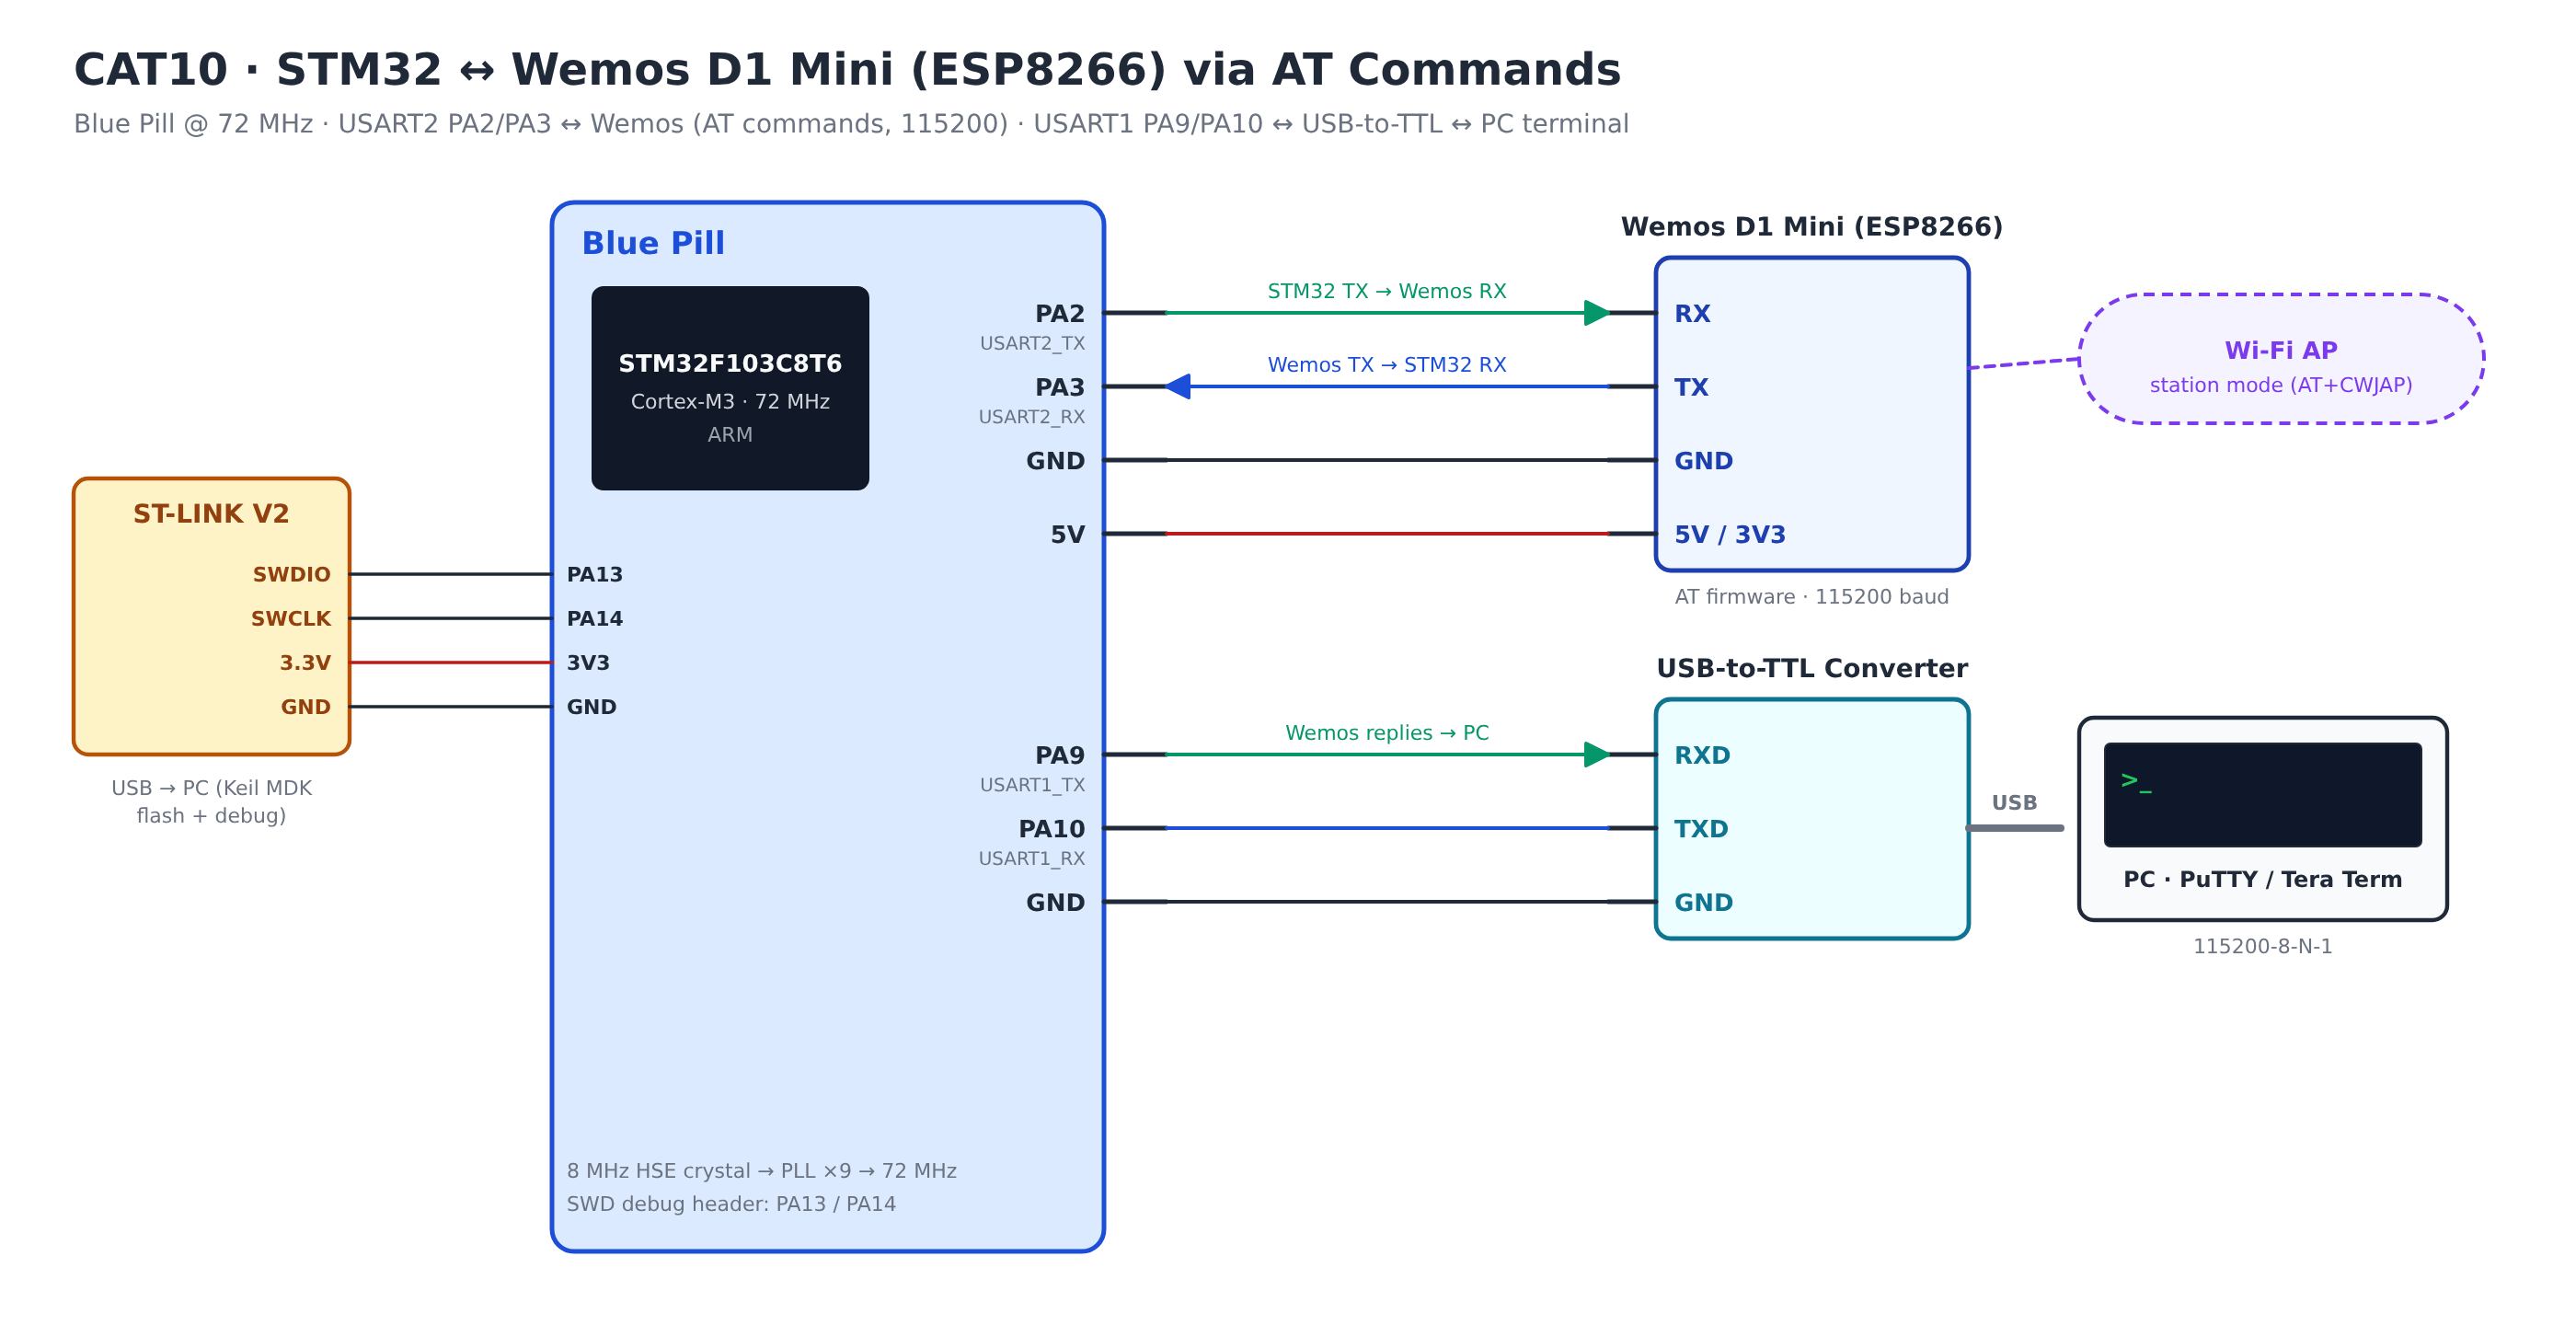 CAT10 · STM32 ↔ Wemos D1 Mini (ESP8266) via AT Commands
Blue Pill @ 72 MHz · USART2 PA2/PA3 ↔ Wemos (AT commands, 115200) · USART1 PA9/PA10 ↔ USB-to-TTL ↔ PC terminal
ST-LINK V2
SWDIO
SWCLK
3.3V
GND
USB → PC (Keil MDK
flash + debug)
Blue Pill
STM32F103C8T6
Cortex-M3 · 72 MHz
ARM
PA13
PA14
3V3
GND
PA2
USART2_TX
PA3
USART2_RX
GND
5V
PA9
USART1_TX
PA10
USART1_RX
GND
8 MHz HSE crystal → PLL ×9 → 72 MHz
SWD debug header: PA13 / PA14
STM32 TX → Wemos RX
Wemos TX → STM32 RX
Wemos D1 Mini (ESP8266)
RX
TX
GND
5V / 3V3
AT firmware · 115200 baud
Wi-Fi AP
station mode (AT+CWJAP)
Wemos replies → PC
USB-to-TTL Converter
RXD
TXD
GND
USB
>_
PC · PuTTY / Tera Term
115200-8-N-1